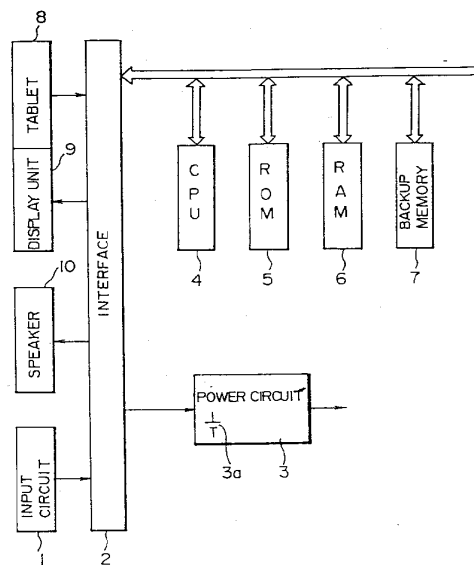 8
TABLET
9
DISPLAY UNIT
10
SPEAKER
INPUT
CIRCUIT
1
INTERFACE
2
CPU
4
ROM
5
RAM
6
BACKUP
MEMORY
7
POWER CIRCUIT
3a
3